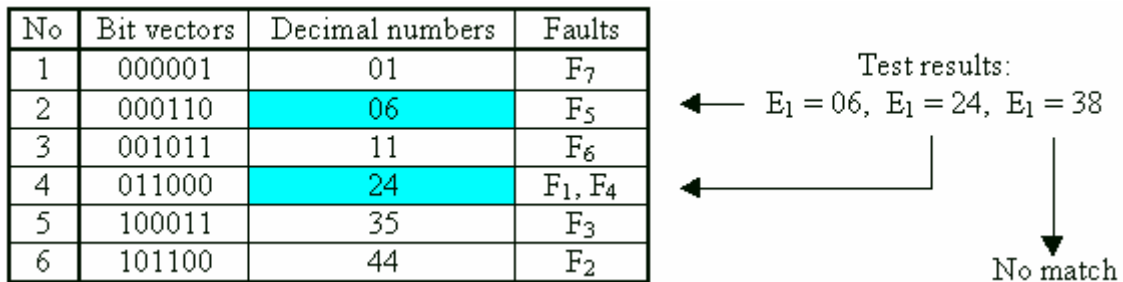 No Bit vectors Decimal numbers Faults
1 000001 01 F7
2 000110 06 F5
3 001011 11 F6
4 011000 24 F1, F4
5 100011 35 F3
6 101100 44 F2
Test results:
E1 = 06, E1 = 24, E1 = 38
No match